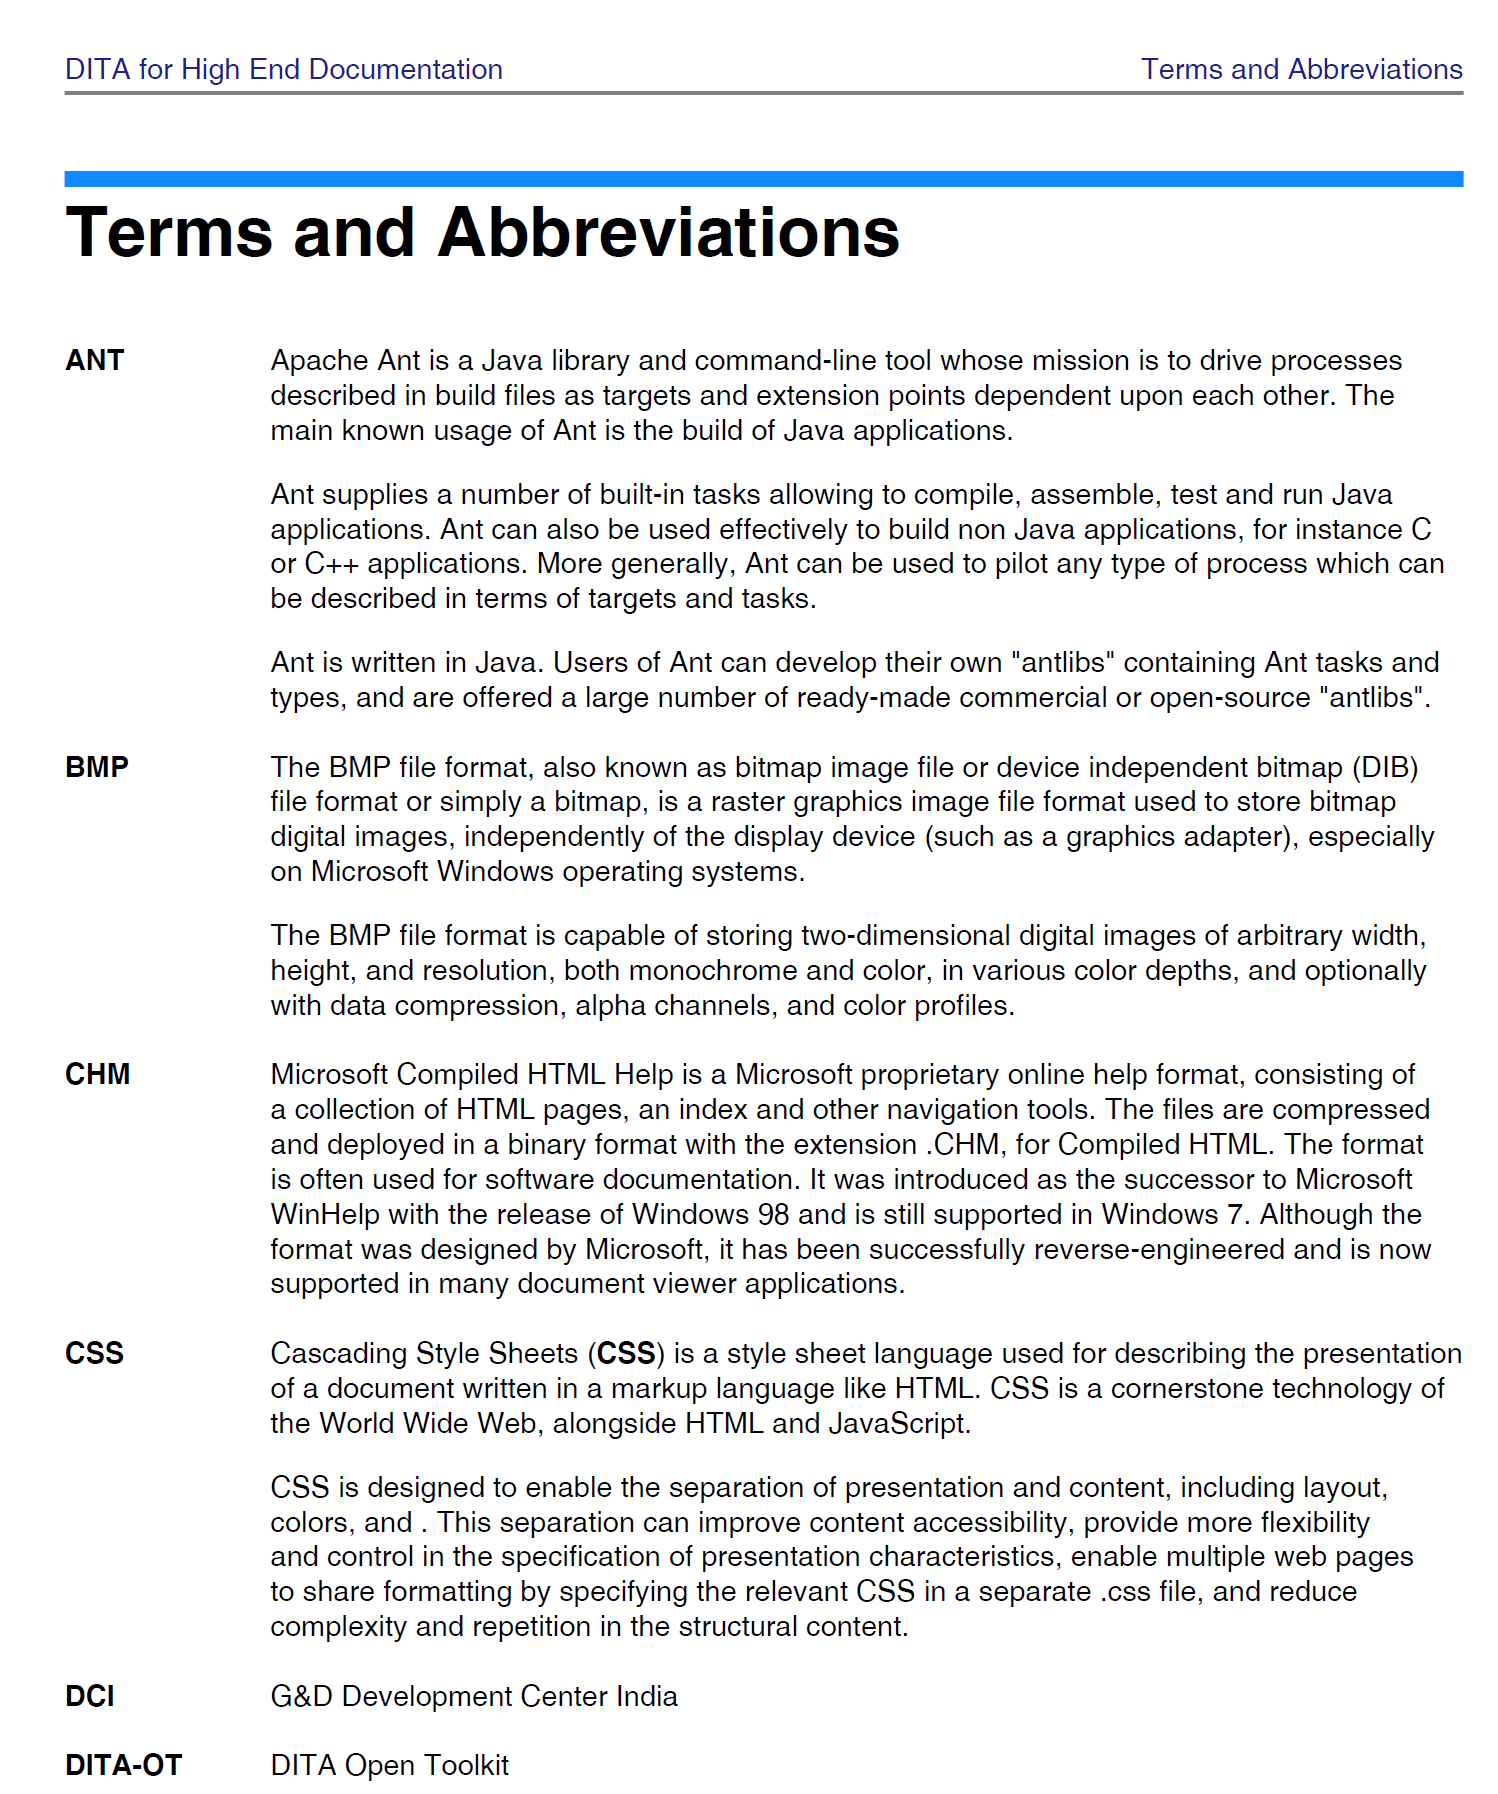 DITA for High End Documentation
Terms and Abbreviations
Terms and Abbreviations
ANT
Apache Ant is a Java library and command-line tool whose mission is to drive processes
described in build files as targets and extension points dependent upon each other. The
main known usage of Ant is the build of Java applications.
Ant supplies a number of built-in tasks allowing to compile, assemble, test and run Java
applications. Ant can also be used effectively to build non Java applications, for instance C
or C++ applications. More generally, Ant can be used to pilot any type of process which can
be described in terms of targets and tasks.
Ant is written in Java. Users of Ant can develop their own "antlibs" containing Ant tasks and
types, and are offered a large number of ready-made commercial or open-source "antlibs".
BMP
The BMP file format, also known as bitmap image file or device independent bitmap (DIB)
file format or simply a bitmap, is a raster graphics image file format used to store bitmap
digital images, independently of the display device (such as a graphics adapter), especially
on Microsoft Windows operating systems.
The BMP file format is capable of storing two-dimensional digital images of arbitrary width,
height, and resolution, both monochrome and color, in various color depths, and optionally
with data compression, alpha channels, and color profiles.
CHM
Microsoft Compiled HTML Help is a Microsoft proprietary online help format, consisting of
a collection of HTML pages, an index and other navigation tools. The files are compressed
and deployed in a binary format with the extension .CHM, for Compiled HTML. The format
is often used for software documentation. It was introduced as the successor to Microsoft
WinHelp with the release of Windows 98 and is still supported in Windows 7. Although the
format was designed by Microsoft, it has been successfully reverse-engineered and is now
supported in many document viewer applications.
CSS
Cascading Style Sheets (CSS) is a style sheet language used for describing the presentation
of a document written in a markup language like HTML. CSS is a cornerstone technology of
the World Wide Web, alongside HTML and JavaScript.
CSS is designed to enable the separation of presentation and content, including layout,
colors, and . This separation can improve content accessibility, provide more flexibility
and control in the specification of presentation characteristics, enable multiple web pages
to share formatting by specifying the relevant CSS in a separate .css file, and reduce
complexity and repetition in the structural content.
DCI
G&D Development Center India
DITA-OT
DITA Open Toolkit